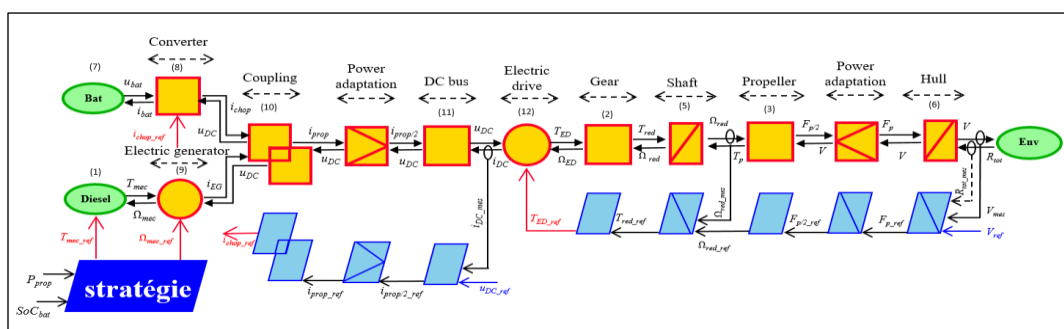 Converter
(7) (8)
Coupling
(10)
Power adaptation
DC bus
(11)
Electric drive
(12)
Gear
(2)
Shaft
(5)
Propeller
(3)
Power adaptation
Hull
(6)
u_bat
Bat
i_bat
i_chop
u_DC
i_chop_ref
Electric generator
(1) (9)
T_mec
Diesel
Ω_mec
i_EG
u_DC
i_prop
u_DC
i_prop/2
u_DC
u_DC
i_DC
T_ED
Ω_ED
T_red
Ω_red
Ω_red
T_p
F_p/2
V
F_p
V
V
R_tot
Env
i_DC_mes
Ω_red_mes
R_tot_mes
V_mes
V_ref
T_mec_ref
Ω_mec_ref
i_chop_ref
T_ED_ref
T_red_ref
Ω_red_ref
F_p/2_ref
F_p_ref
P_prop
SoC_bat
stratégie
i_prop_ref
i_prop/2_ref
u_DC_ref